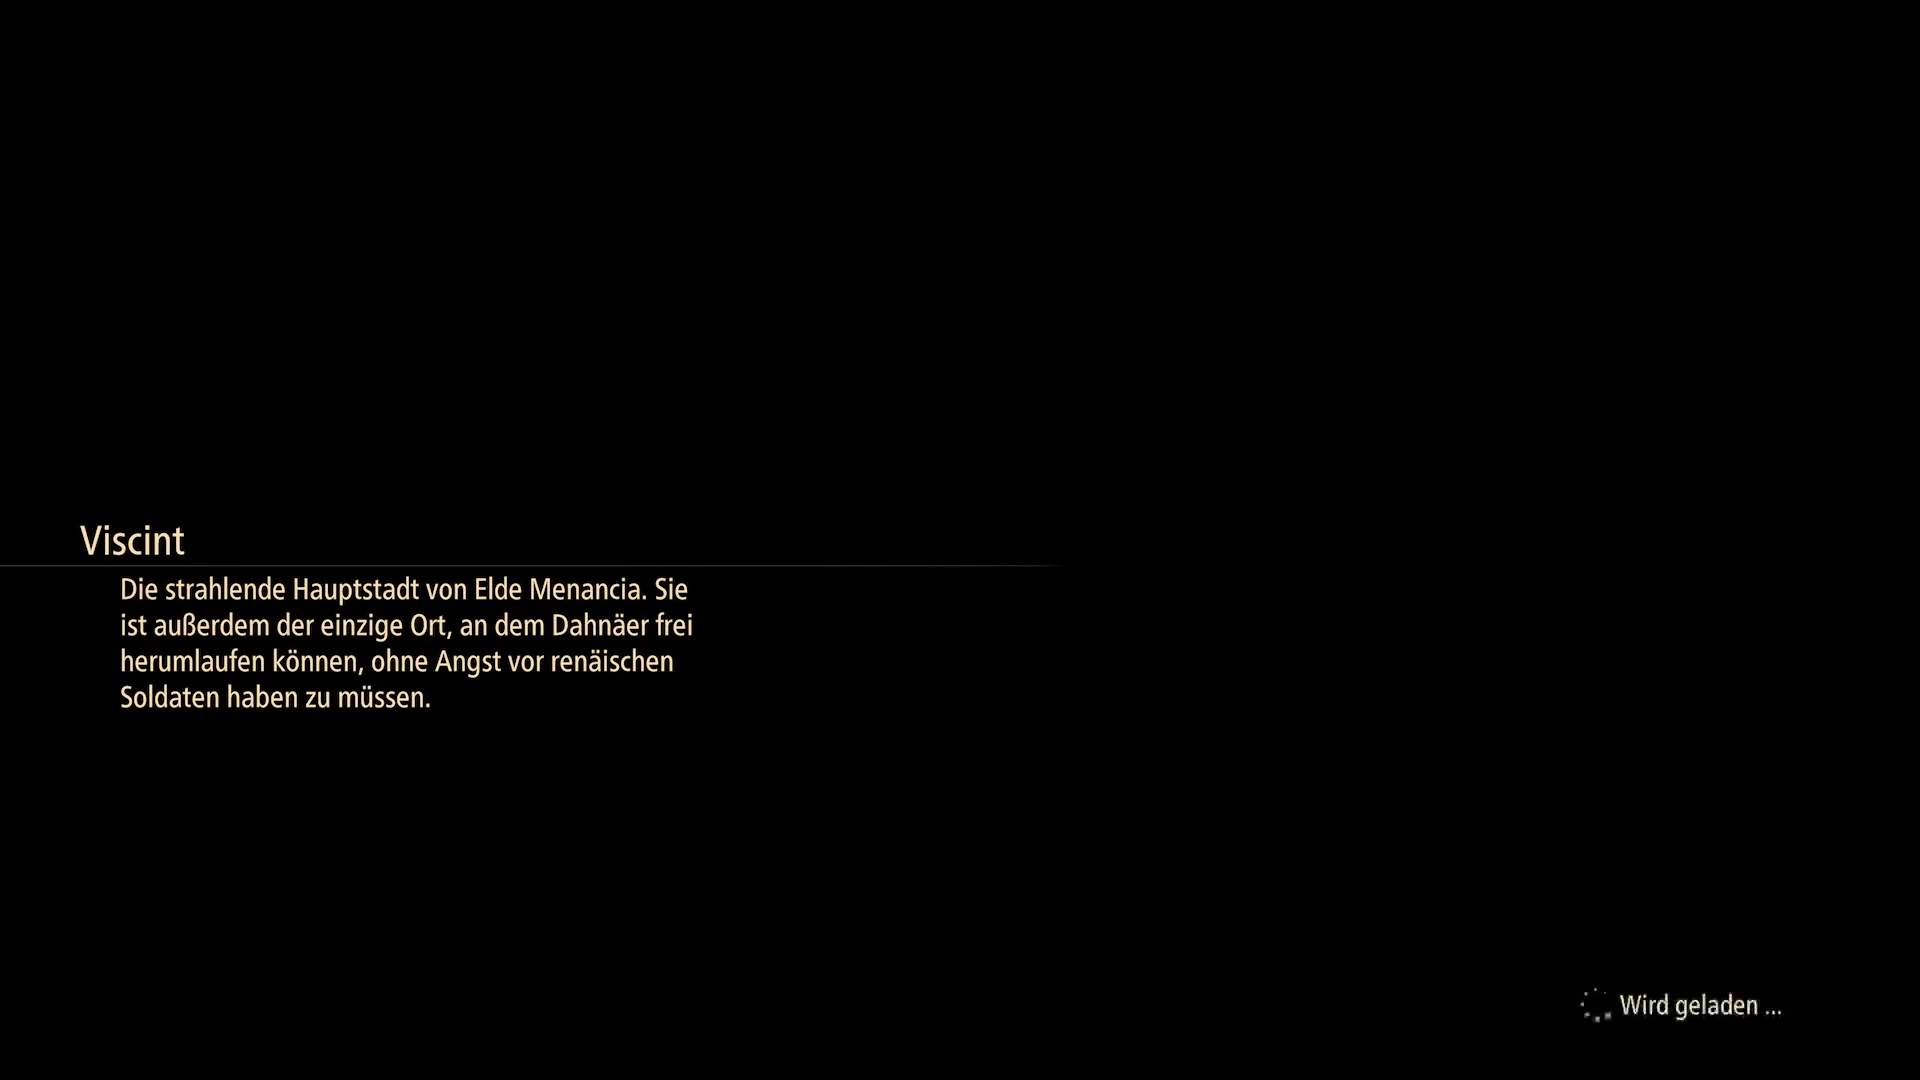 Viscint
Die strahlende Hauptstadt von Elde Menancia. Sie
ist außerdem der einzige Ort, an dem Dahnäer frei
herumlaufen können, ohne Angst vor renäischen
Soldaten haben zu müssen.
Wird geladen ...